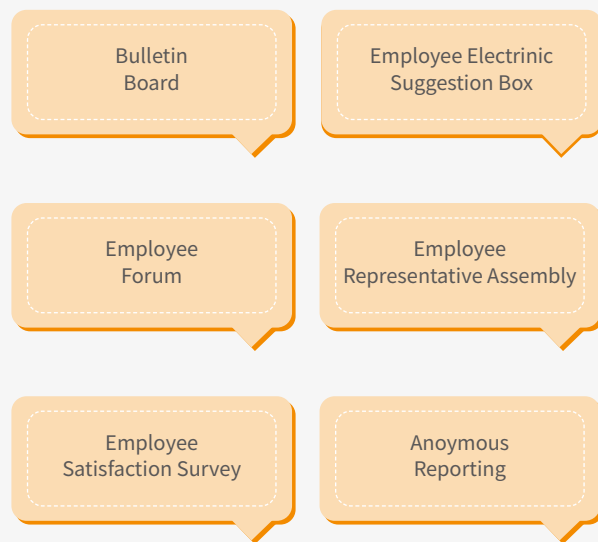 Bulletin
Board
Employee Electrinic
Suggestion Box
Employee
Forum
Employee
Representative Assembly
Employee
Satisfaction Survey
Anoymous
Reporting